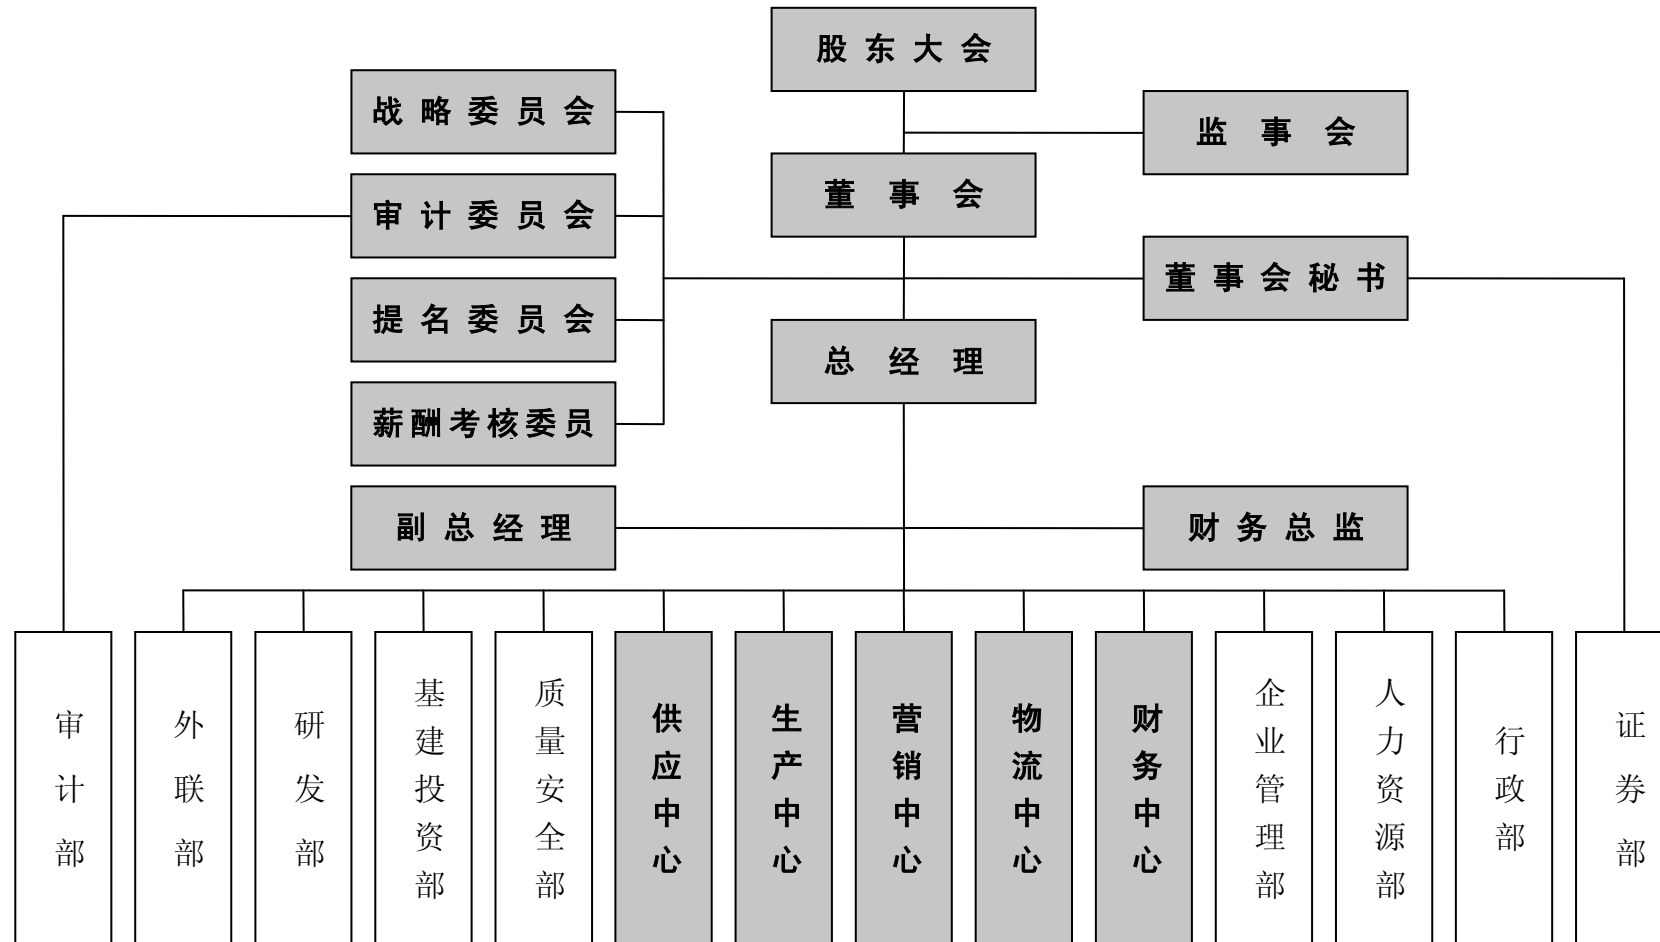 股东大会
战略委员会
监事会
董事会
审计委员会
董事会秘书
提名委员会
总经理
薪酬考核委员
副总经理
财务总监
审计部
外联部
研发部
基建投资部
质量安全部
供应中心
生产中心
营销中心
物流中心
财务中心
企业管理部
人力资源部
行政部
证券部